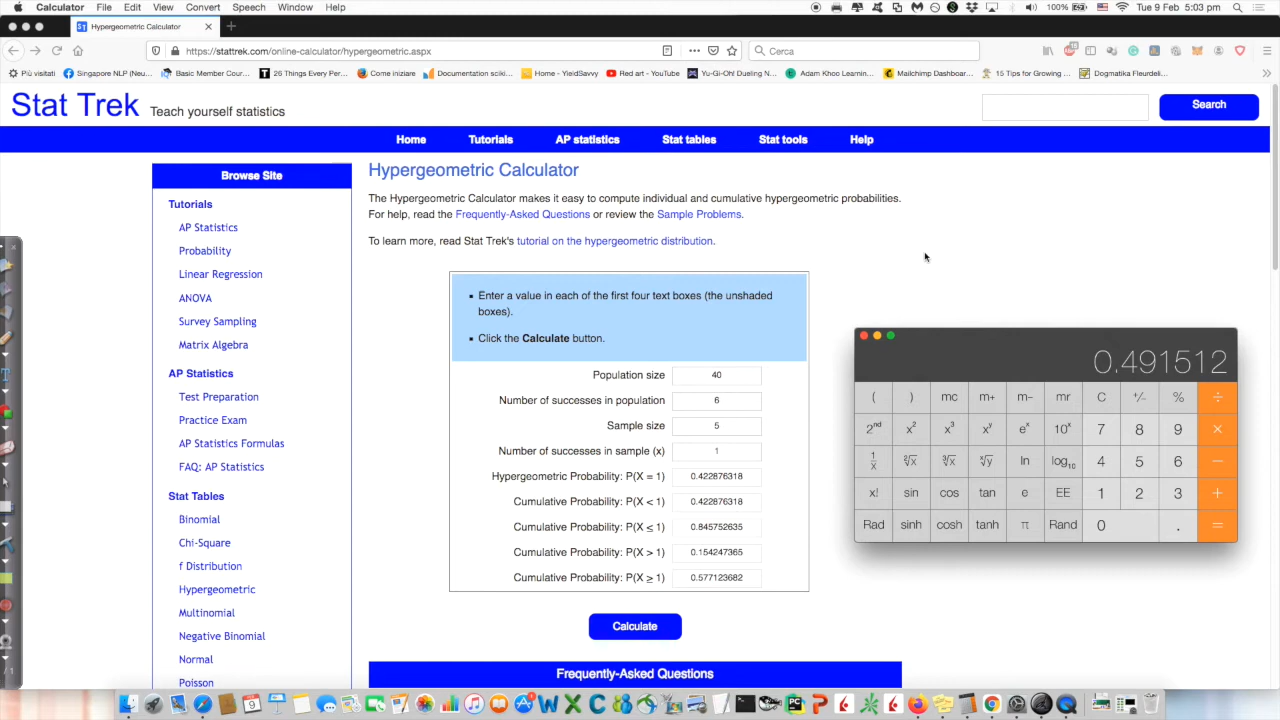 Calculator File Edit View Convert Speech Window Help 100% Tue 9 Feb 5:03 pm
ST Hypergeometric Calculator
https://stattrek.com/online-calculator/hypergeometric.aspx Cerca
Più visitati Singapore NLP (Neu... Basic Member Cour... 26 Things Every Per... Come iniziare Documentation scikí... Home - YieldSavvy Red art - YouTube Yu-Gi-Oh! Dueling N... Adam Khoo Learnin... Mailchimp Dashboar... 15 Tips for Growing ... Dogmatika Fleurdeli...
Stat Trek Teach yourself statistics
Search
Home Tutorials AP statistics Stat tables Stat tools Help
Browse Site
Tutorials
AP Statistics
Probability
Linear Regression
ANOVA
Survey Sampling
Matrix Algebra
AP Statistics
Test Preparation
Practice Exam
AP Statistics Formulas
FAQ: AP Statistics
Stat Tables
Binomial
Chi-Square
f Distribution
Hypergeometric
Multinomial
Negative Binomial
Normal
Poisson
Hypergeometric Calculator
The Hypergeometric Calculator makes it easy to compute individual and cumulative hypergeometric probabilities.
For help, read the Frequently-Asked Questions or review the Sample Problems.
To learn more, read Stat Trek's tutorial on the hypergeometric distribution.
▪ Enter a value in each of the first four text boxes (the unshaded
boxes).
▪ Click the Calculate button.
Population size 40
Number of successes in population 6
Sample size 5
Number of successes in sample (x) 1
Hypergeometric Probability: P(X = 1) 0.422876318
Cumulative Probability: P(X < 1) 0.422876318
Cumulative Probability: P(X ≤ 1) 0.845752635
Cumulative Probability: P(X > 1) 0.154247365
Cumulative Probability: P(X ≥ 1) 0.577123682
Calculate
Frequently-Asked Questions
0.491512
( ) mc m+ m− mr C ⁺∕₋ % ÷
2ⁿᵈ x² x³ xʸ eˣ 10ˣ 7 8 9 ×
1/x ²√x ³√x ʸ√x ln log₁₀ 4 5 6 −
x! sin cos tan e EE 1 2 3 +
Rad sinh cosh tanh π Rand 0 . =